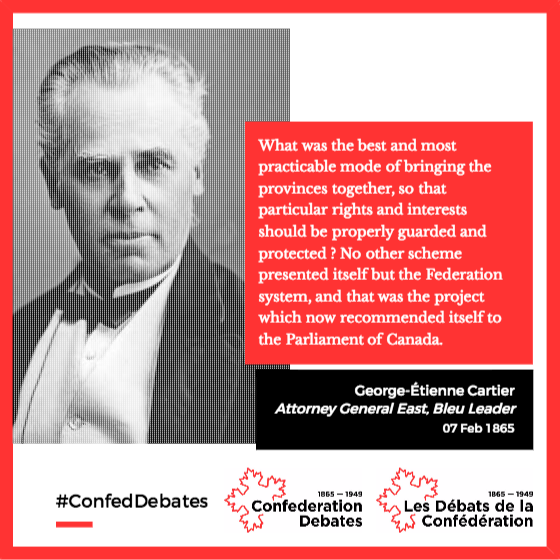 What was the best and most
practicable mode of bringing the
provinces together, so that
particular rights and interests
should be properly guarded and
protected ? No other scheme
presented itself but the Federation
system, and that was the project
which now recommended itself to
the Parliament of Canada.
George-Étienne Cartier
Attorney General East, Bleu Leader
07 Feb 1865
#ConfedDebates
1865 — 1949
Confederation
Debates
1865 — 1949
Les Débats de la
Confédération